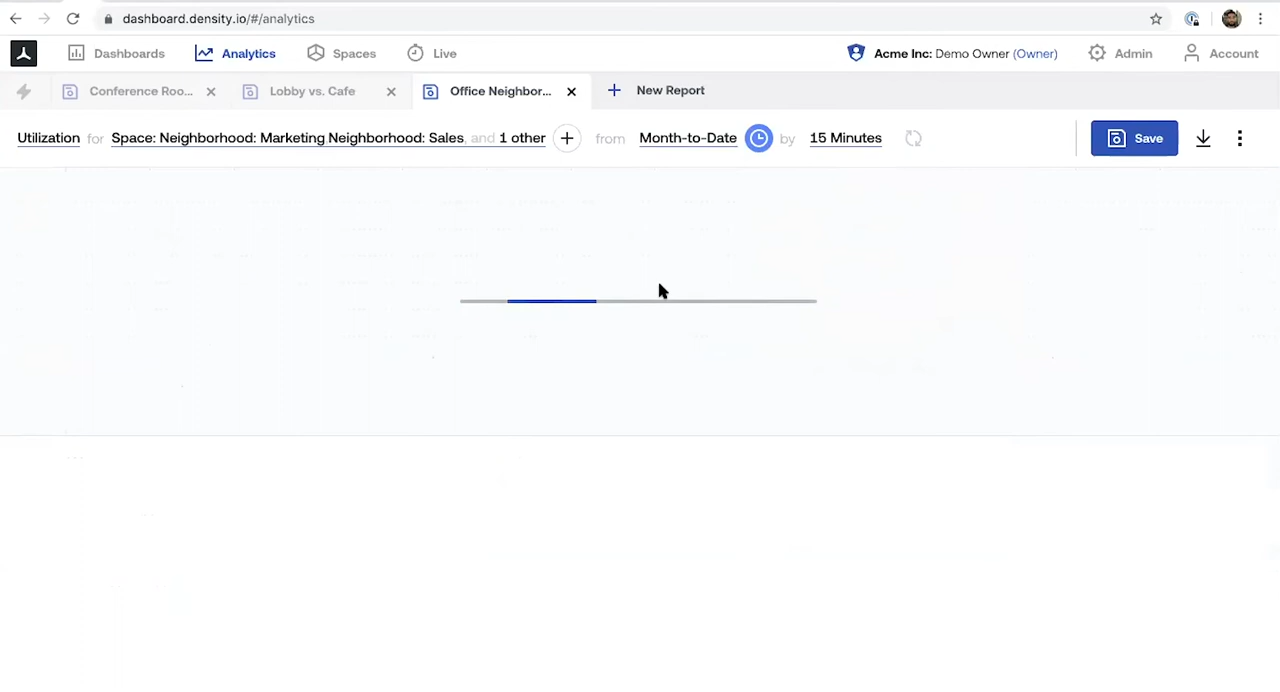 dashboard.density.io/#/analytics
Dashboards Analytics Spaces Live Acme Inc: Demo Owner (Owner) Admin Account
Conference Roo... Lobby vs. Cafe Office Neighbor... New Report
Utilization for Space: Neighborhood: Marketing Neighborhood: Sales, and 1 other from Month-to-Date by 15 Minutes Save